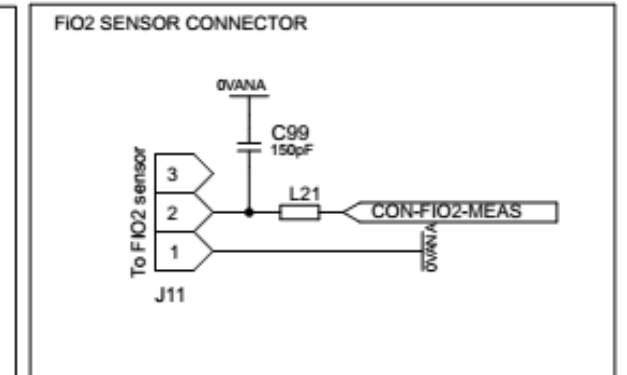 FiO2 SENSOR CONNECTOR
0VANA
C99
150pF
To FIO2 sensor
3
2
1
L21
CON-FIO2-MEAS
0VANA
J11